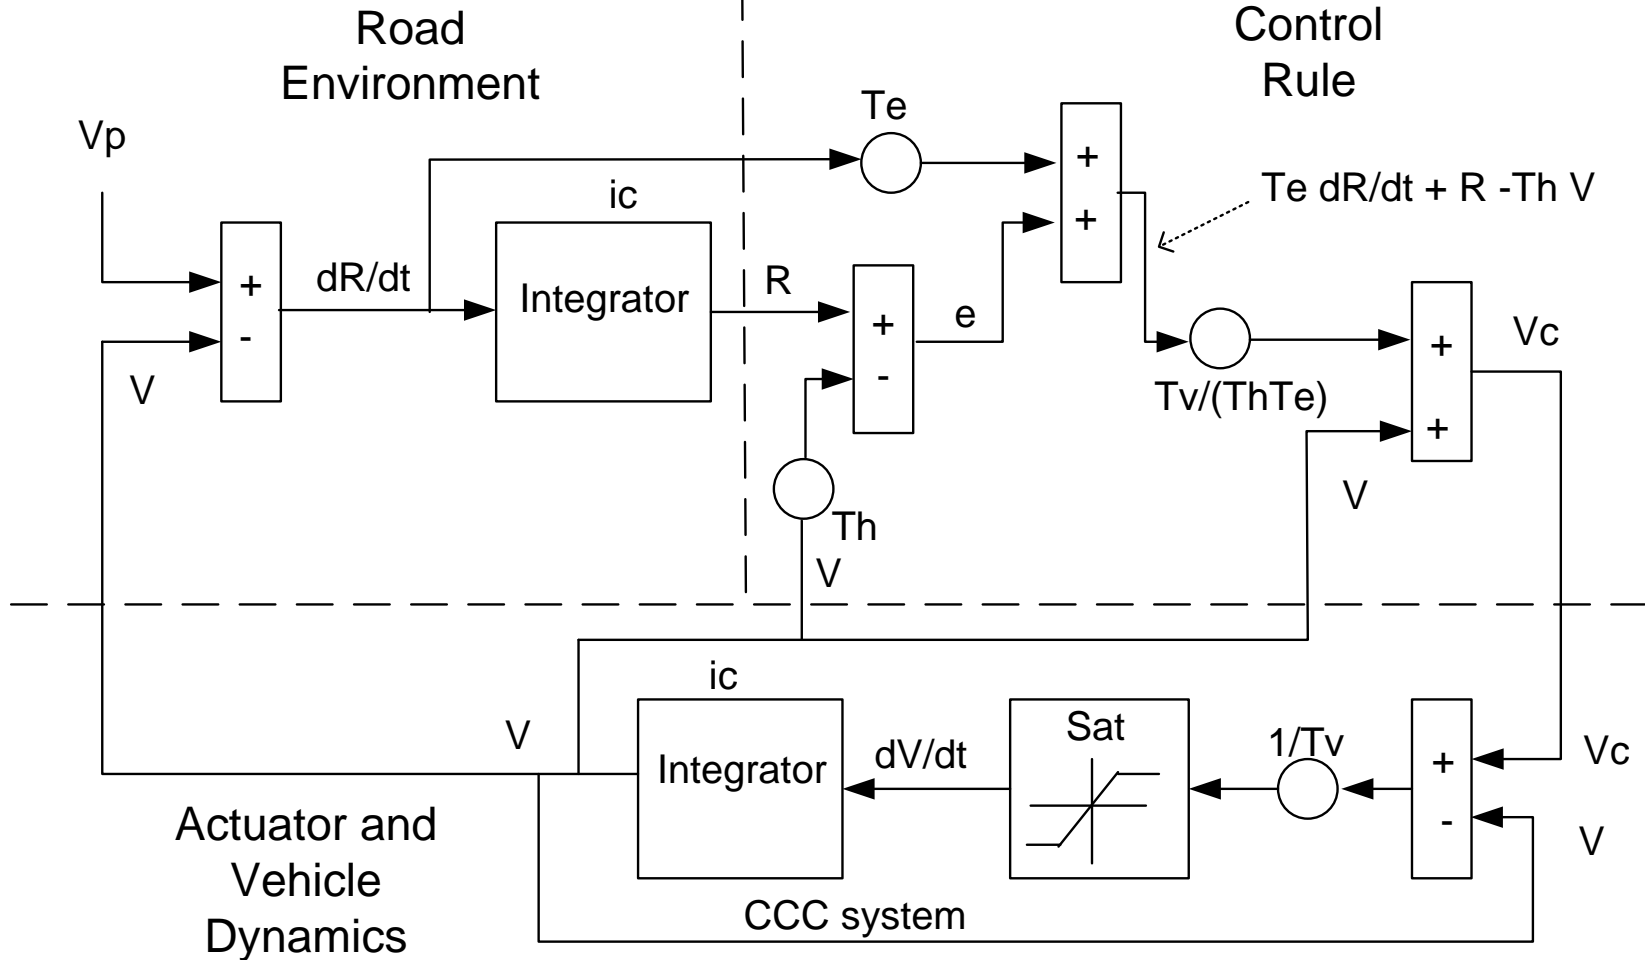 Road
Environment
Control
Rule
Vp
Te
+
+
Te dR/dt + R -Th V
ic
+
-
dR/dt
Integrator
R
+
-
e
V
Tv/(ThTe)
+
+
Vc
V
Th
V
ic
V
Integrator
dV/dt
Sat
1/Tv
+
-
Vc
V
Actuator and
Vehicle
Dynamics
CCC system